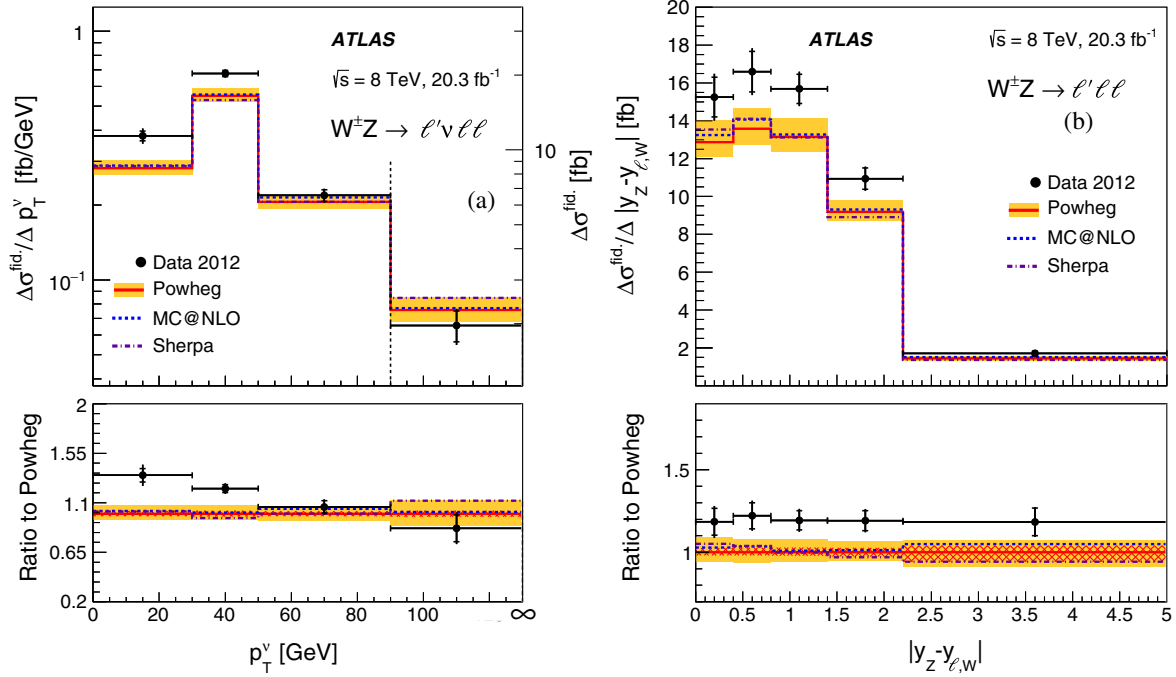 ATLAS
√s = 8 TeV, 20.3 fb⁻¹
W±Z → ℓ′ν ℓℓ
(a)
Data 2012
Powheg
MC@NLO
Sherpa
Δσ^fid./Δ p_T^ν [fb/GeV]
1
10⁻¹
Δσ^fid. [fb]
10
Ratio to Powheg
2
1.55
1.1
0.65
0.2
0 20 40 60 80 100 ∞
p_T^ν [GeV]
ATLAS
√s = 8 TeV, 20.3 fb⁻¹
W±Z → ℓ′ℓℓ
(b)
Data 2012
Powheg
MC@NLO
Sherpa
Δσ^fid./Δ |y_Z-y_ℓ,W| [fb]
20
18
16
14
12
10
8
6
4
2
Ratio to Powheg
1.5
1
0 0.5 1 1.5 2 2.5 3 3.5 4 4.5 5
|y_Z-y_ℓ,W|